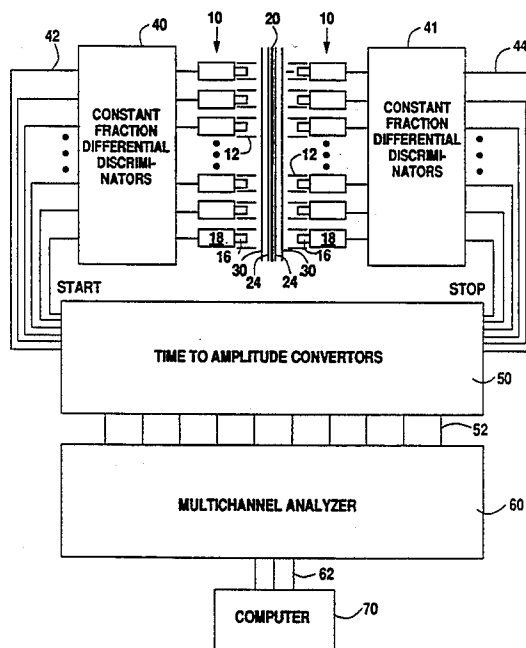 42
40
10
20
10
41
44
CONSTANT
FRACTION
DIFFERENTIAL
DISCRIMI-
NATORS
12
12
CONSTANT
FRACTION
DIFFERENTIAL
DISCRIMI-
NATORS
18
18
16
30
24
24
30
16
START
STOP
TIME TO AMPLITUDE CONVERTORS
50
52
MULTICHANNEL ANALYZER
60
62
COMPUTER
70